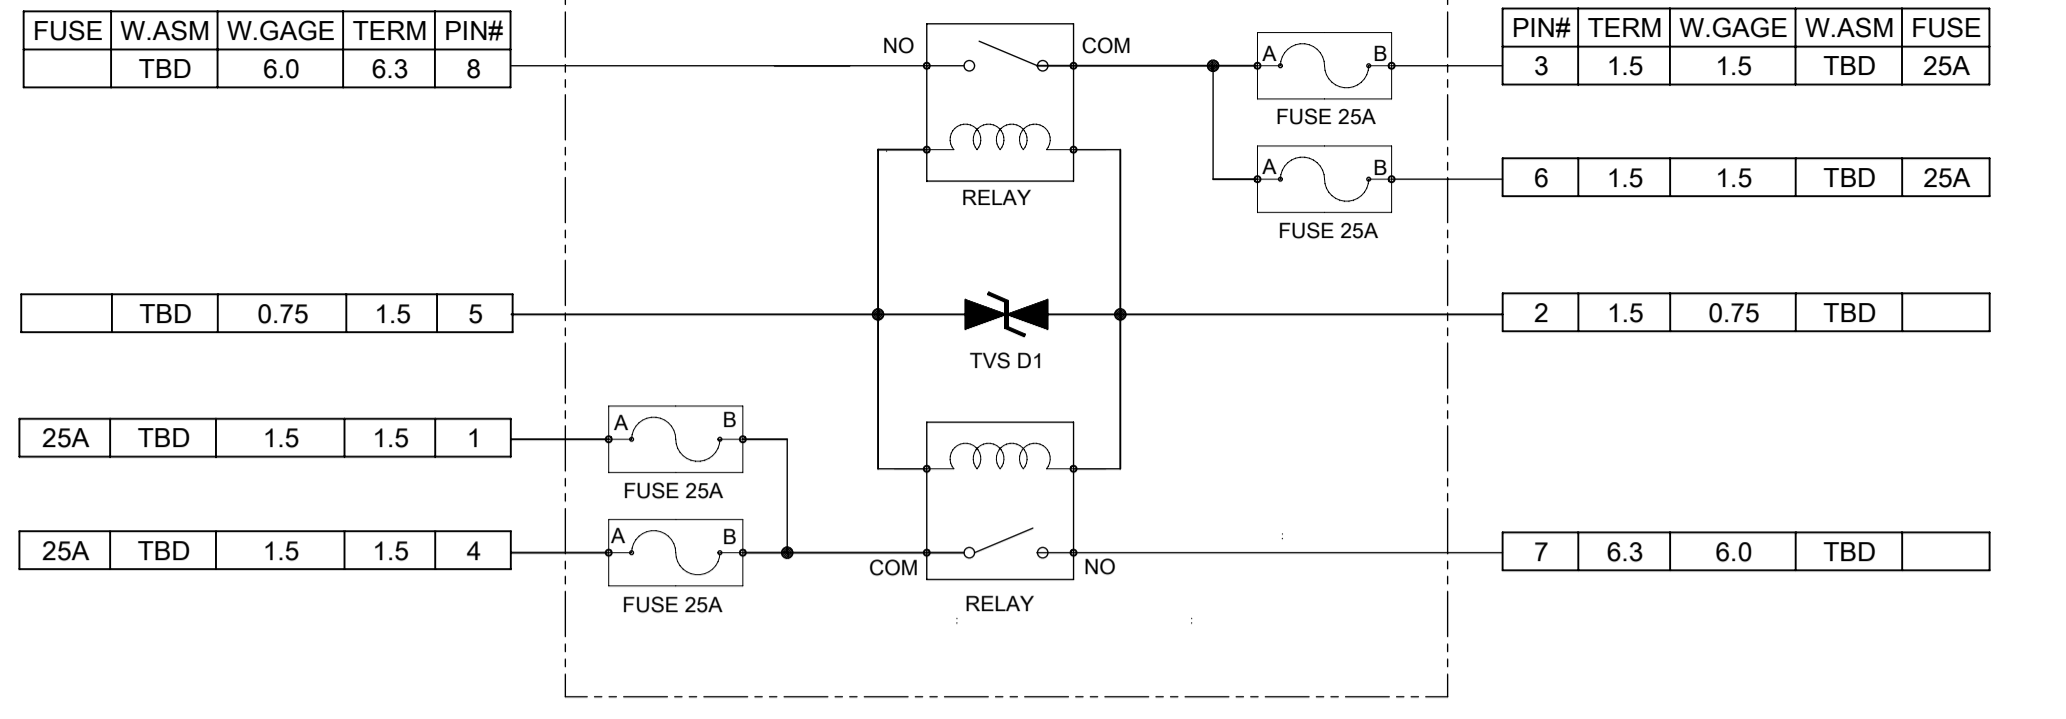 FUSE W.ASM W.GAGE TERM PIN#
TBD 6.0 6.3 8
NO
COM
A B
FUSE 25A
PIN# TERM W.GAGE W.ASM FUSE
3 1.5 1.5 TBD 25A
RELAY
A B
FUSE 25A
6 1.5 1.5 TBD 25A
TBD 0.75 1.5 5
TVS D1
2 1.5 0.75 TBD
25A TBD 1.5 1.5 1
A B
FUSE 25A
25A TBD 1.5 1.5 4
A B
FUSE 25A
COM
NO
RELAY
7 6.3 6.0 TBD